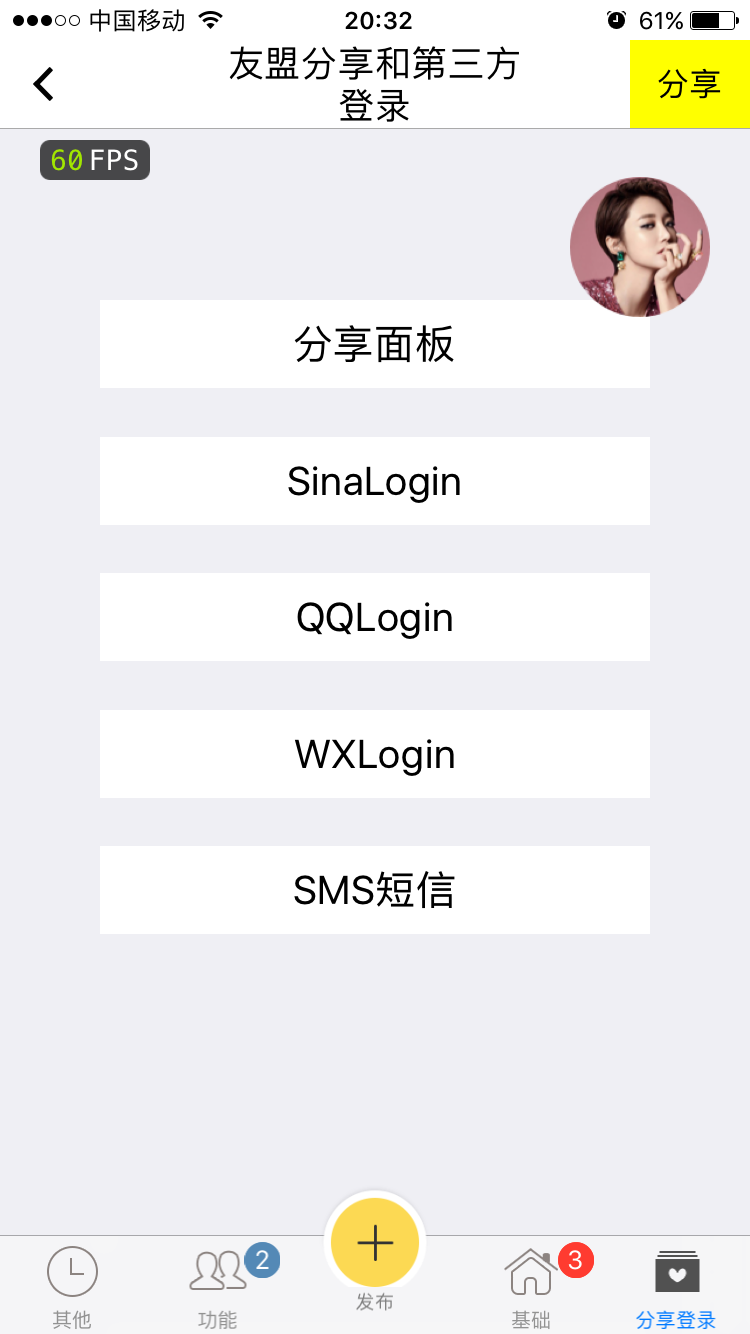 中国移动 20:32 61%
友盟分享和第三方
登录
分享
60 FPS
分享面板
SinaLogin
QQLogin
WXLogin
SMS短信
2
3
其他
功能
发布
基础
分享登录